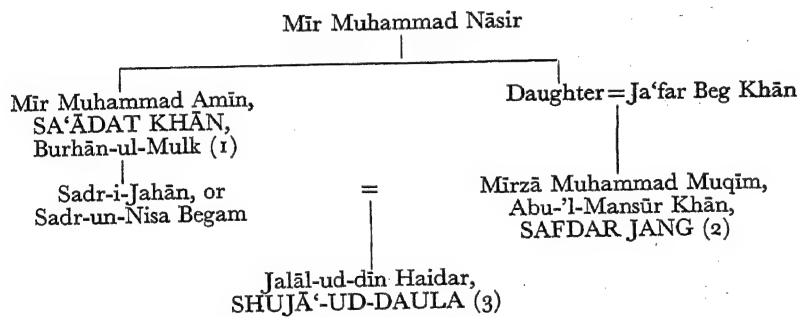 Mīr Muhammad Nāsir
Mīr Muhammad Amīn,
SA‘ĀDAT KHĀN,
Burhān-ul-Mulk (1)
Daughter=Ja‘far Beg Khān
Sadr-i-Jahān, or
Sadr-un-Nisa Begam
=
Mīrzā Muhammad Muqīm,
Abu-’l-Mansūr Khān,
SAFDAR JANG (2)
Jalāl-ud-dīn Haidar,
SHUJĀ‘-UD-DAULA (3)